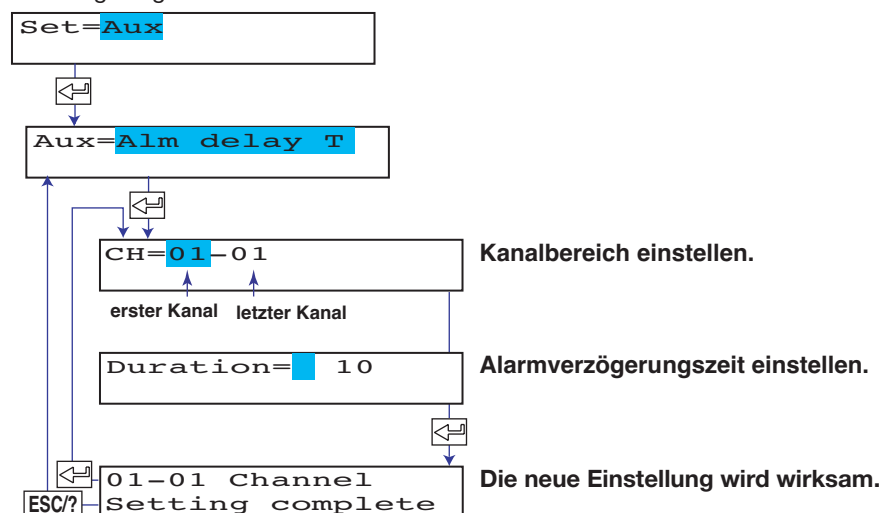 Set=Aux
Aux=Alm delay T
CH=01-01
Kanalbereich einstellen.
erster Kanal letzter Kanal
Duration= 10
Alarmverzögerungszeit einstellen.
01-01 Channel
Die neue Einstellung wird wirksam.
ESC/?
Setting complete